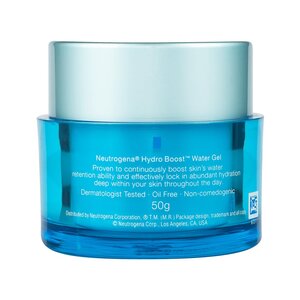 Neutrogena® Hydro Boost™ Water Gel
Proven to continuously boost skin's water
retention ability and effectively lock in abundant hydration
deep within your skin throughout the day.
Dermatologist Tested · Oil Free · Non-comedogenic
50g
Distributed by Neutrogena Corporation, ® T.M. (M.R.) Package design, trademark and
© Neutrogena Corp., Los Angeles, CA, USA